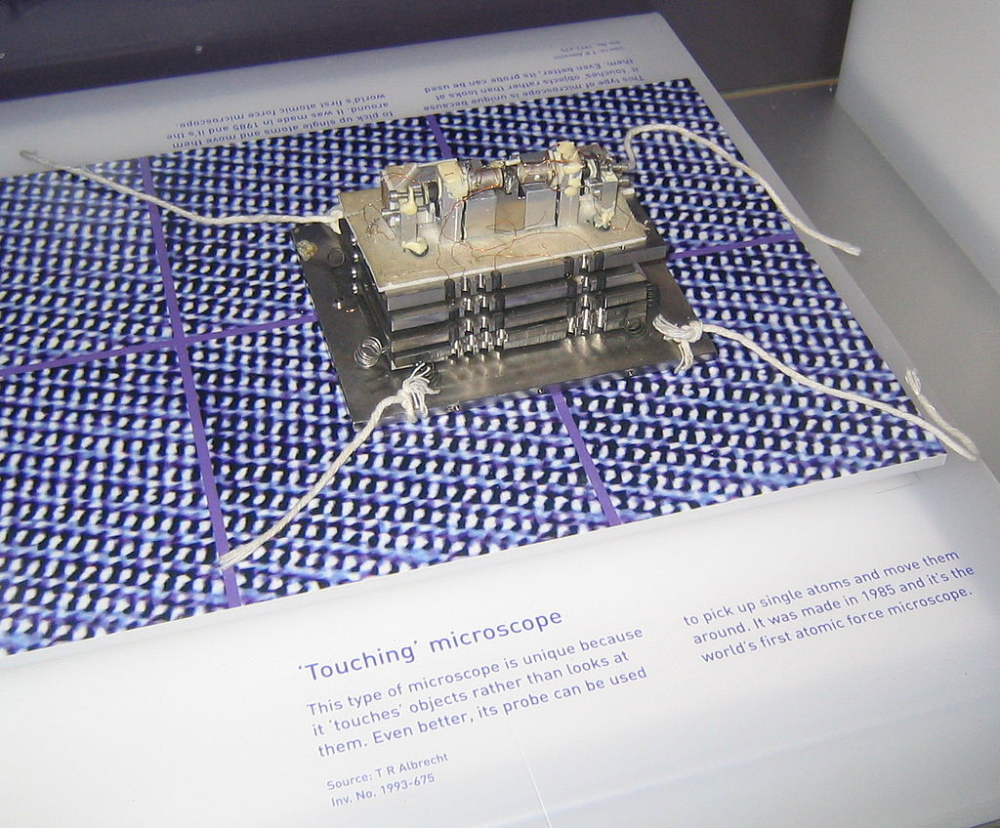 'Touching' microscope
This type of microscope is unique because
it 'touches' objects rather than looks at
them. Even better, its probe can be used
to pick up single atoms and move them
around. It was made in 1985 and it's the
world's first atomic force microscope.
Source: T R Albrecht
Inv. No. 1993-675
This type of microscope is unique because
it 'touches' objects rather than looks at
them. Even better, its probe can be used
to pick up single atoms and move them
around. It was made in 1985 and it's the
world's first atomic force microscope.
Source: T R Albrecht
Inv. No. 1993-675